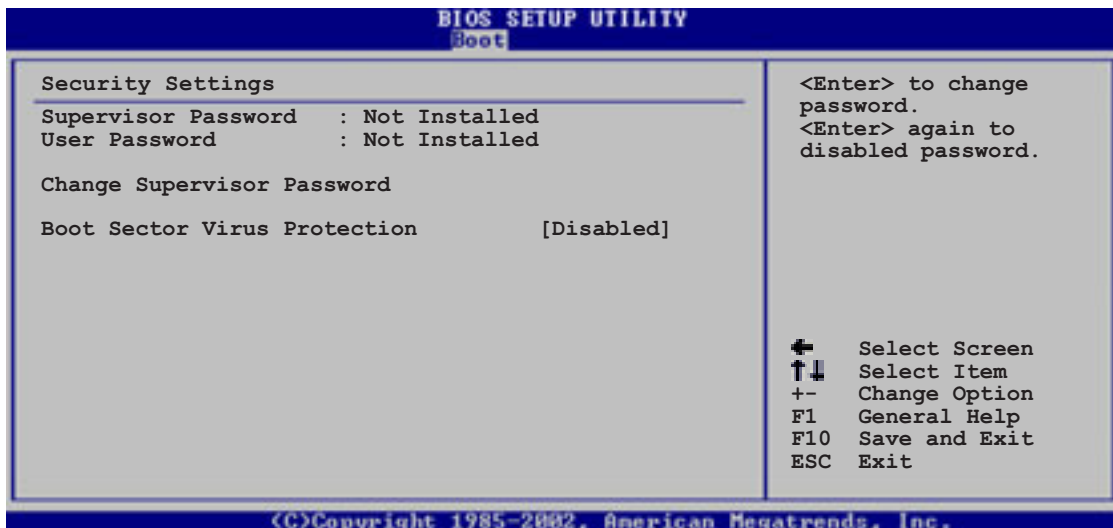 BIOS SETUP UTILITY
Boot
Security Settings
Supervisor Password : Not Installed
User Password : Not Installed
Change Supervisor Password
Boot Sector Virus Protection [Disabled]
<Enter> to change
password.
<Enter> again to
disabled password.
← Select Screen
↑↓ Select Item
+- Change Option
F1 General Help
F10 Save and Exit
ESC Exit
(C)Copyright 1985-2002, American Megatrends, Inc.